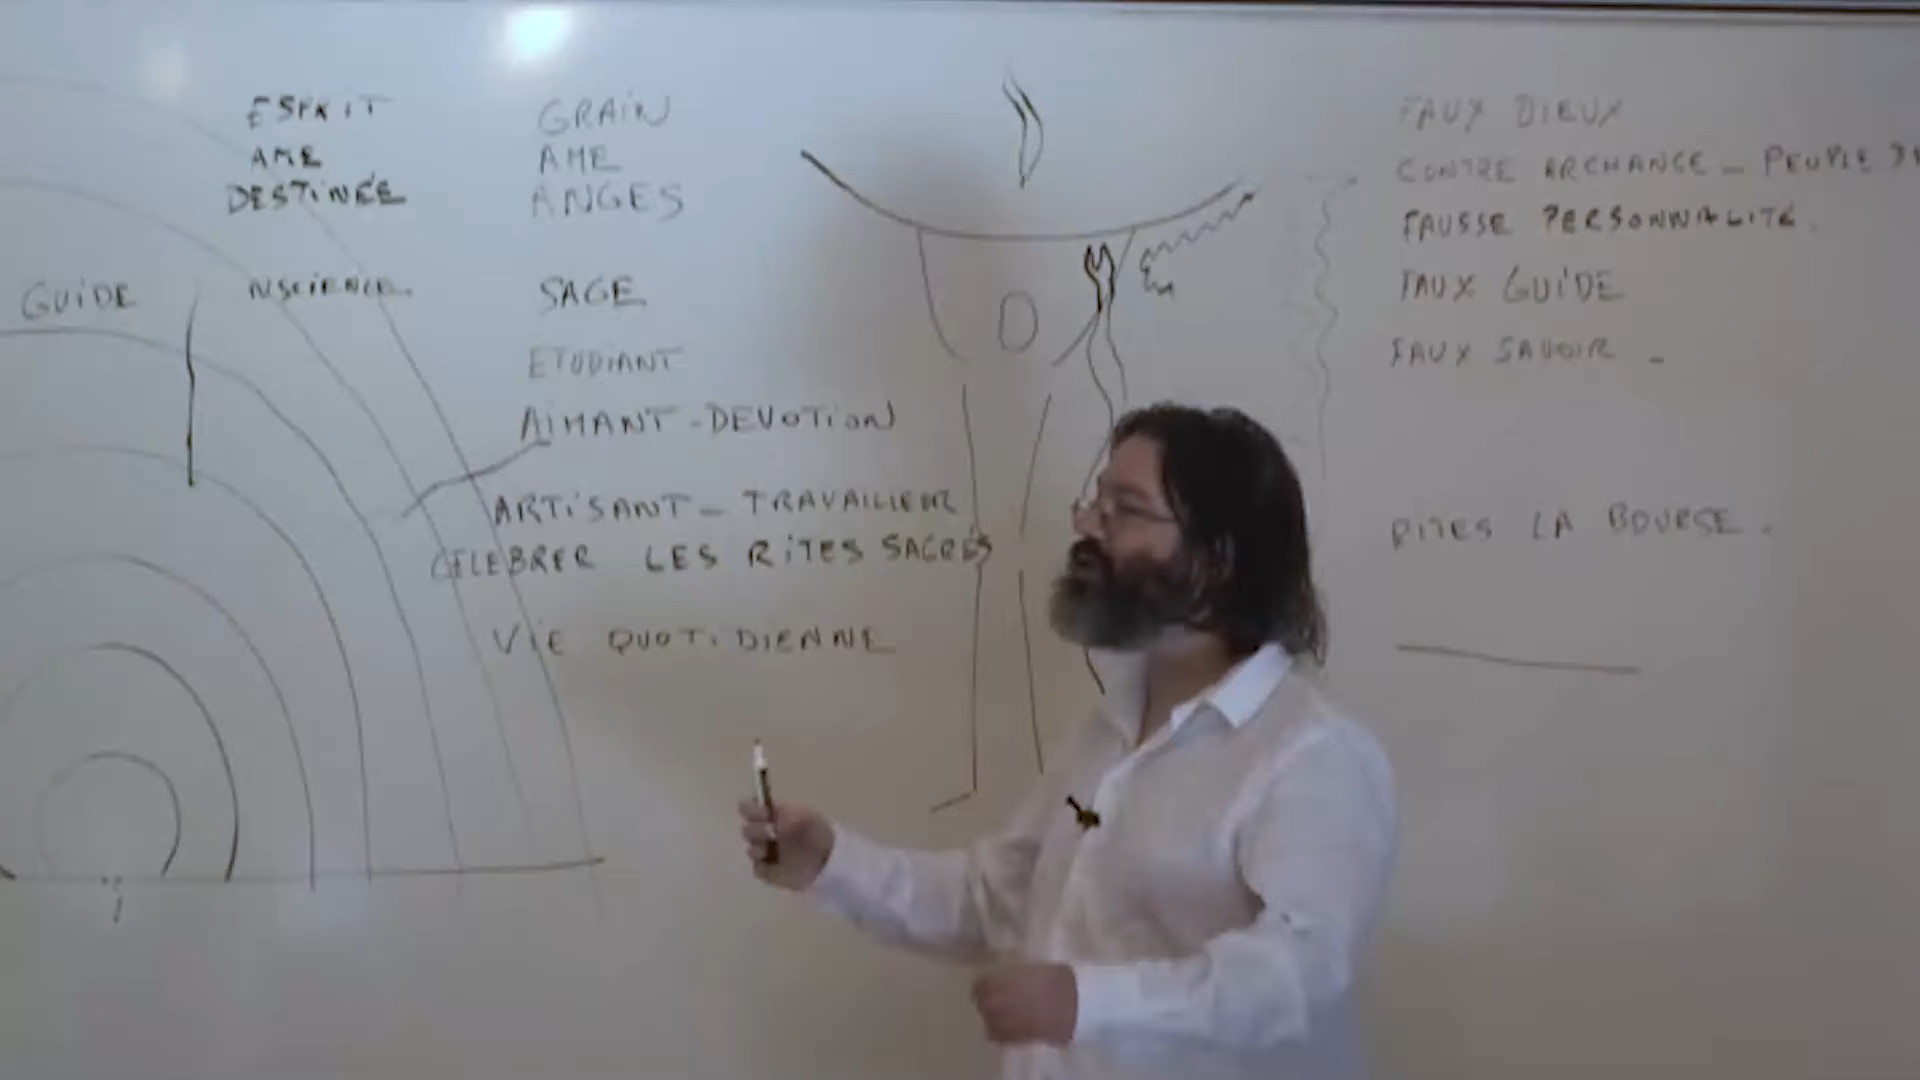 ESPRIT
AME
DESTINÉE
GUIDE
NSCIENCE.
GRAIN
AME
ANGES
SAGE
ETUDIANT
AIMANT - DEVOTION
ARTISANT - TRAVAILLEUR
CELEBRER LES RITES SACRÉS
VIE QUOTIDIENNE
FAUX DIEUX
CONTRE ARCHANGE - PEUPLE
FAUSSE PERSONNALITÉ.
FAUX GUIDE
FAUX SAVOIR -
RITES LA BOURSE.